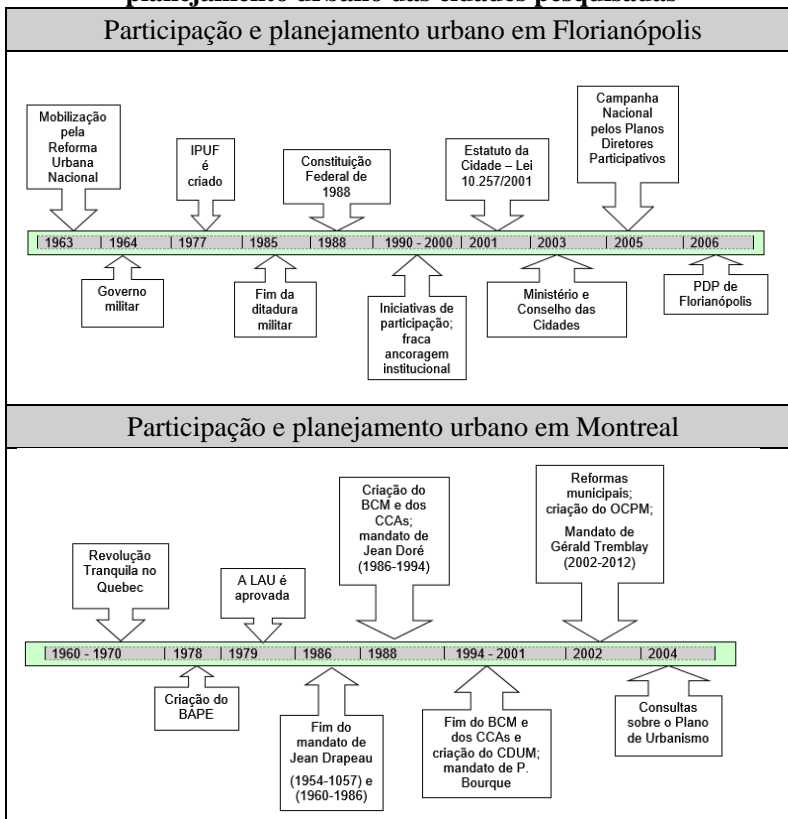 planejamento urbano das cidades pesquisadas
Participação e planejamento urbano em Florianópolis
Mobilização
pela
Reforma
Urbana
Nacional
IPUF
é
criado
Constituição
Federal de
1988
Estatuto da
Cidade – Lei
10.257/2001
Campanha
Nacional
pelos Planos
Diretores
Participativos
| 1963 | 1964 | 1977 | 1985 | 1988 | 1990 - 2000 | 2001 | 2003 | 2005 | 2006
Governo
militar
Fim da
ditadura
militar
Iniciativas de
participação;
fraca
ancoragem
institucional
Ministério e
Conselho das
Cidades
PDP de
Florianópolis
Participação e planejamento urbano em Montreal
Revolução
Tranquila no
Quebec
A LAU é
aprovada
Criação do
BCM e dos
CCAs;
mandato de
Jean Doré
(1986-1994)
Reformas
municipais;
criação do OCPM;
Mandato de
Gérald Tremblay
(2002-2012)
| 1960 - 1970 | 1978 | 1979 | 1986 | 1988 | 1994 - 2001 | 2002 | 2004
Criação do
BAPE
Fim do
mandato de
Jean Drapeau
(1954-1057) e
(1960-1986)
Fim do BCM e
dos CCAs e
criação do CDUM;
mandato de P.
Bourque
Consultas
sobre o Plano
de Urbanismo